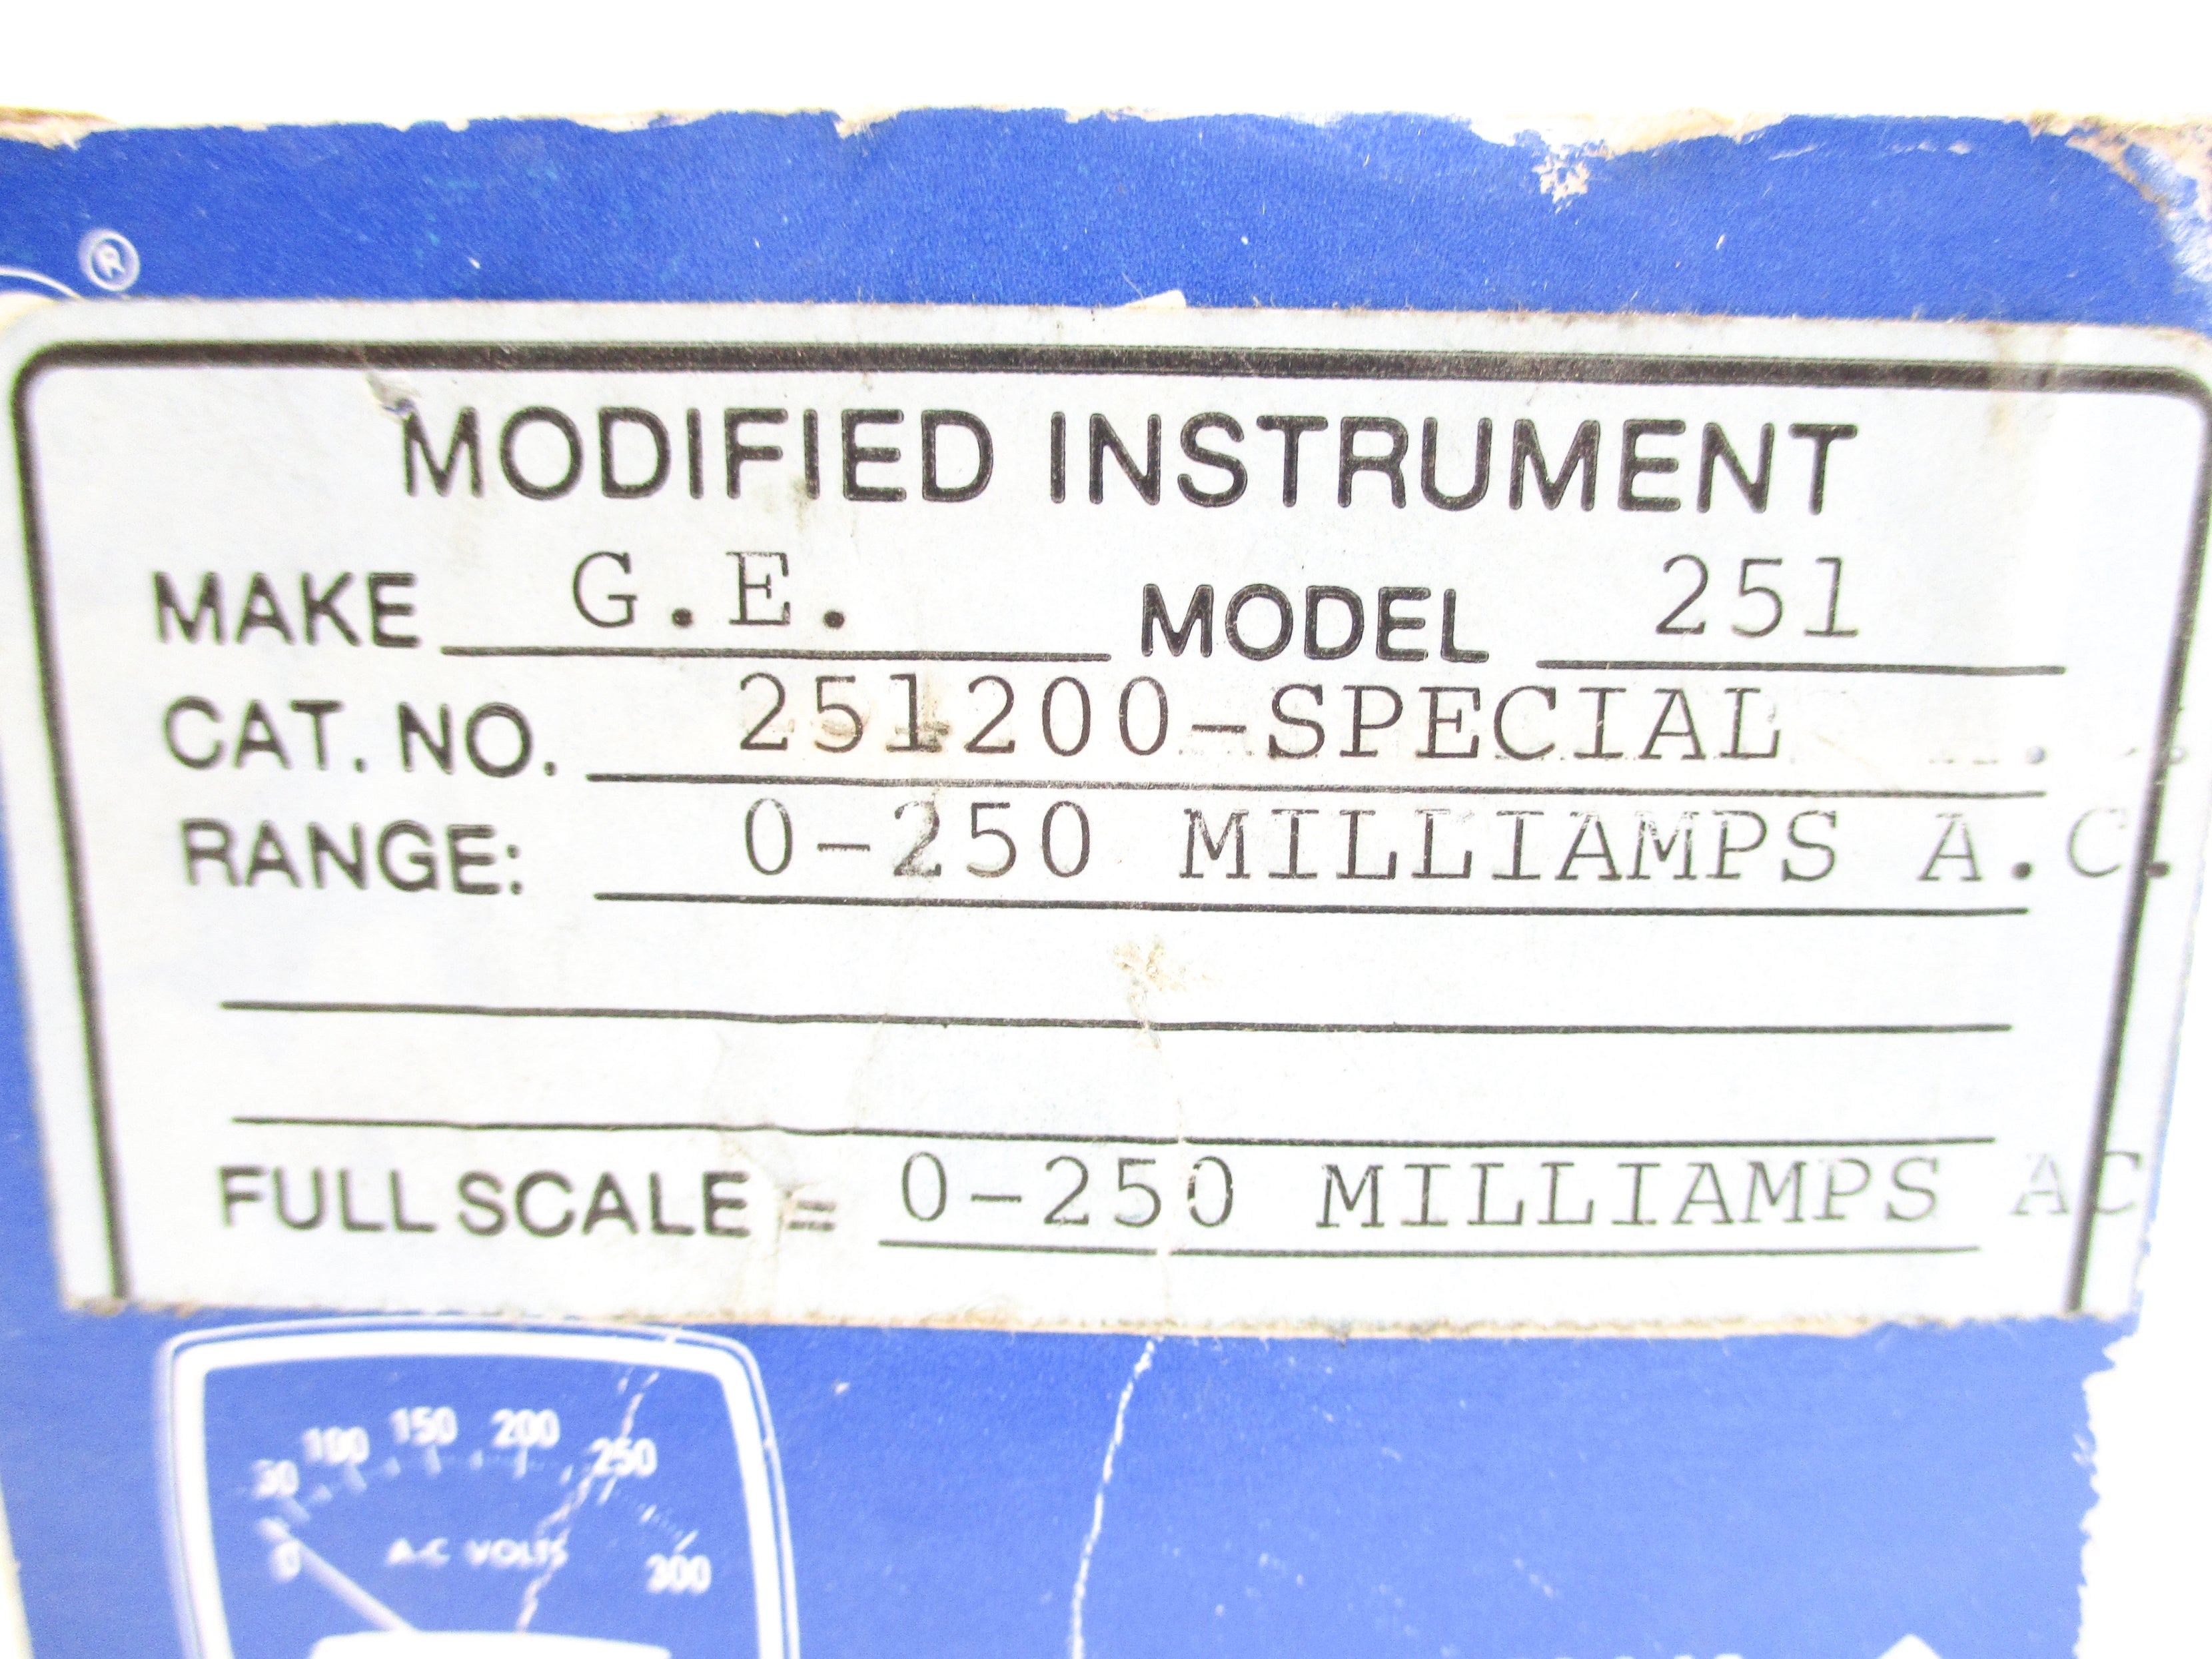 ®
MODIFIED INSTRUMENT
MAKE G.E. MODEL 251
CAT. NO. 251200-SPECIAL
RANGE: 0-250 MILLIAMPS A.C.
FULL SCALE = 0-250 MILLIAMPS AC
0 50 100 150 200 250 300
A-C VOLTS